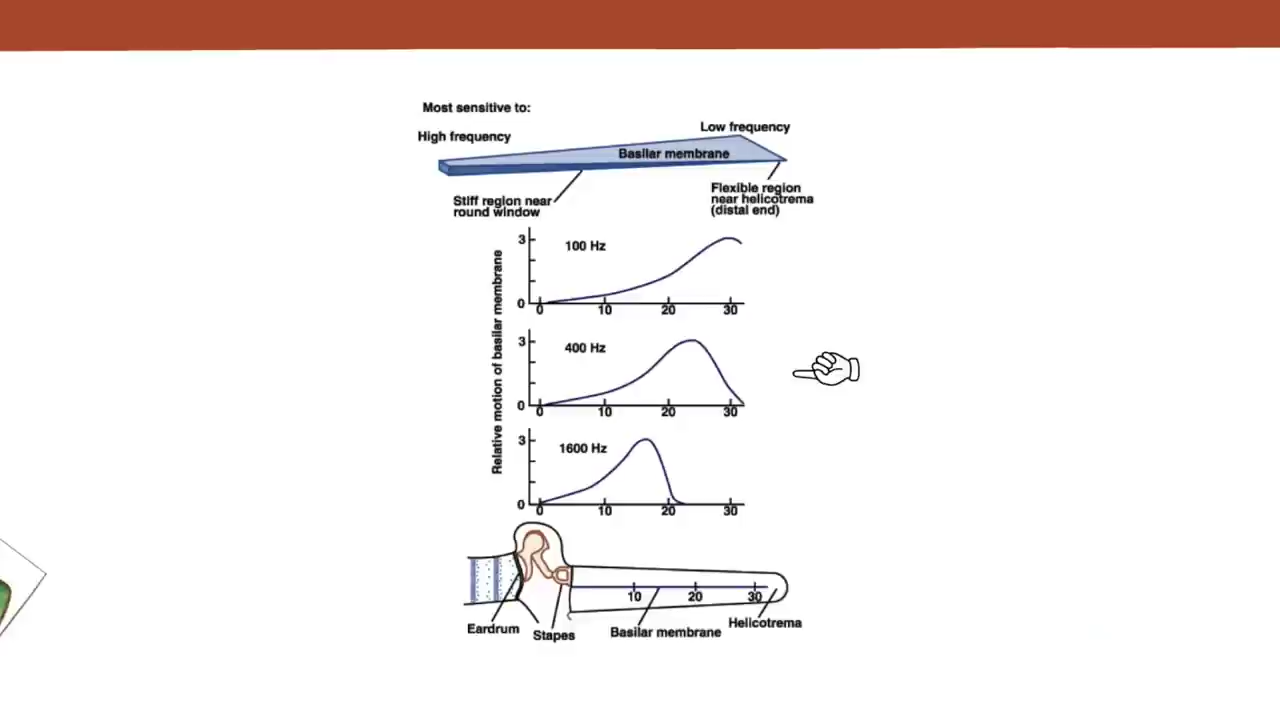 Most sensitive to:
High frequency
Low frequency
Basilar membrane
Stiff region near
round window
Flexible region
near helicotrema
(distal end)
Relative motion of basilar membrane
3
100 Hz
0
0 10 20 30
3
400 Hz
0
0 10 20 30
3
1600 Hz
0
0 10 20 30
10 20 30
Eardrum
Stapes
Basilar membrane
Helicotrema